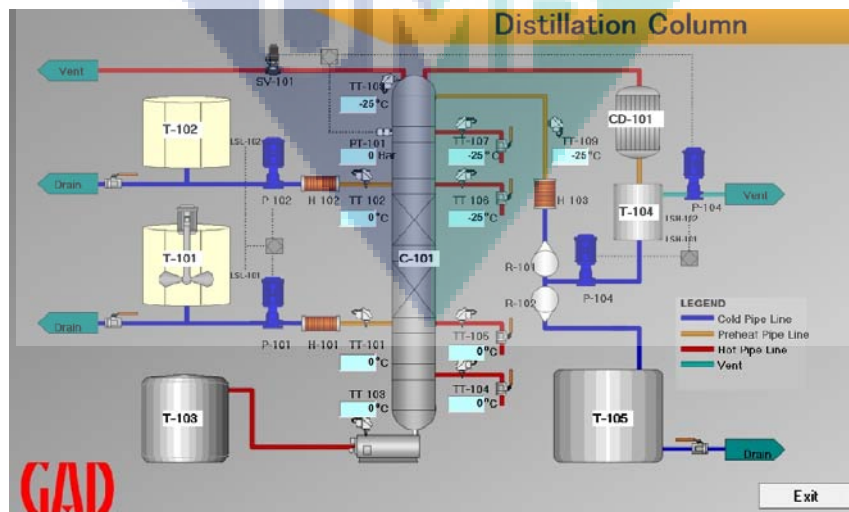 Distillation Column
Vent
SV-101
TT-108
-25°C
CD-101
T-102
LSL-102
PT-101
0 Bar
TT-107
-25°C
TT-109
-25°C
Drain
P-102
H 102
TT 102
0°C
TT 106
-25°C
H 103
T-104
P-104
Vent
LSH-102
LSH-101
T-101
LSL-101
C-101
R-101
P-104
R-102
LEGEND
Cold Pipe Line
Preheat Pipe Line
Hot Pipe Line
Vent
Drain
P-101
H-101
TT-101
0°C
TT-105
0°C
TT 103
0°C
TT-104
0°C
T-103
T-105
Drain
GAD
Exit